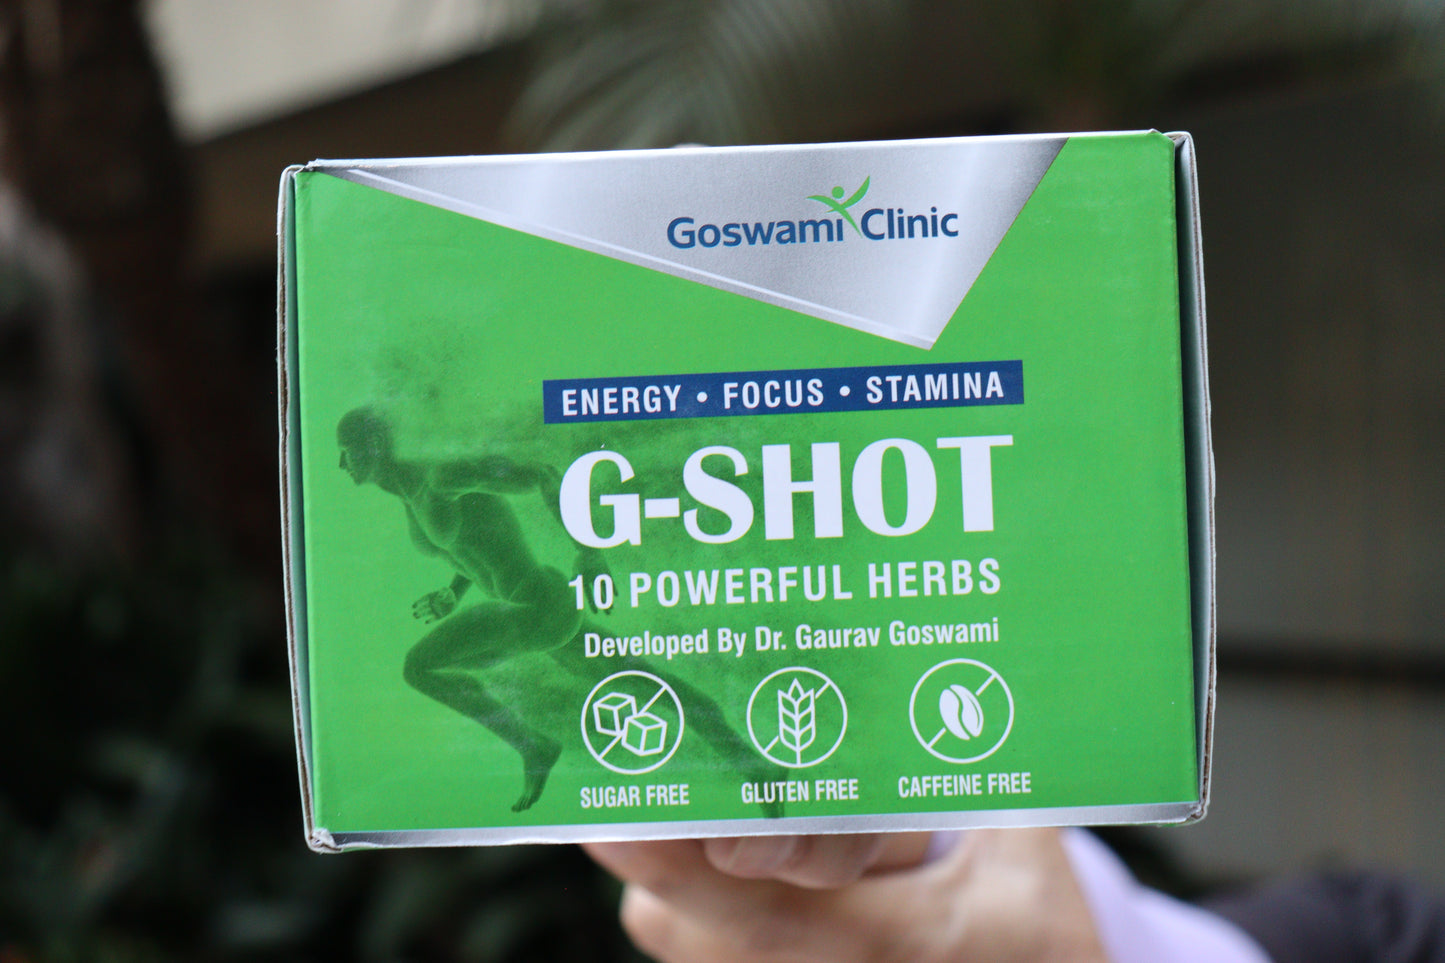 Goswami Clinic
ENERGY • FOCUS • STAMINA
G-SHOT
10 POWERFUL HERBS
Developed By Dr. Gaurav Goswami
SUGAR FREE GLUTEN FREE CAFFEINE FREE